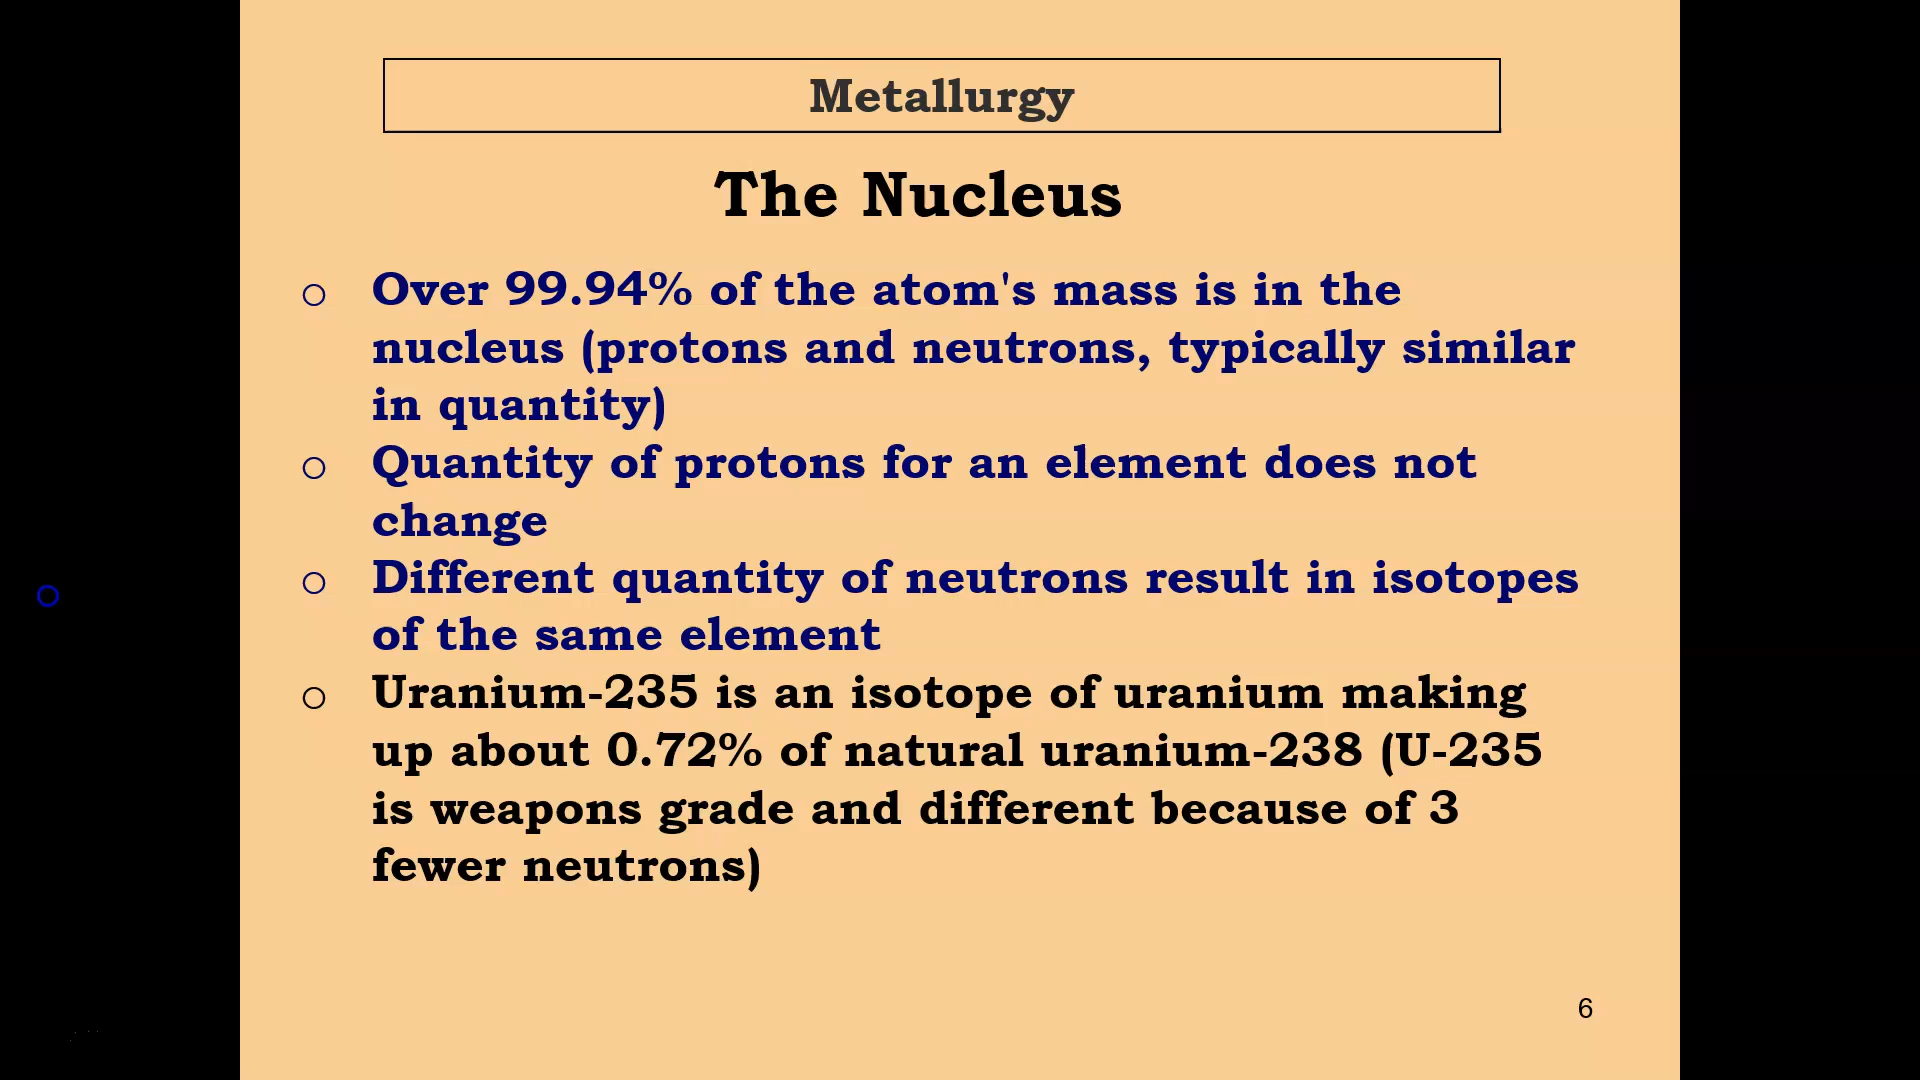 Metallurgy
The Nucleus
○ Over 99.94% of the atom's mass is in the
nucleus (protons and neutrons, typically similar
in quantity)
○ Quantity of protons for an element does not
change
○ Different quantity of neutrons result in isotopes
of the same element
○ Uranium-235 is an isotope of uranium making
up about 0.72% of natural uranium-238 (U-235
is weapons grade and different because of 3
fewer neutrons)
6